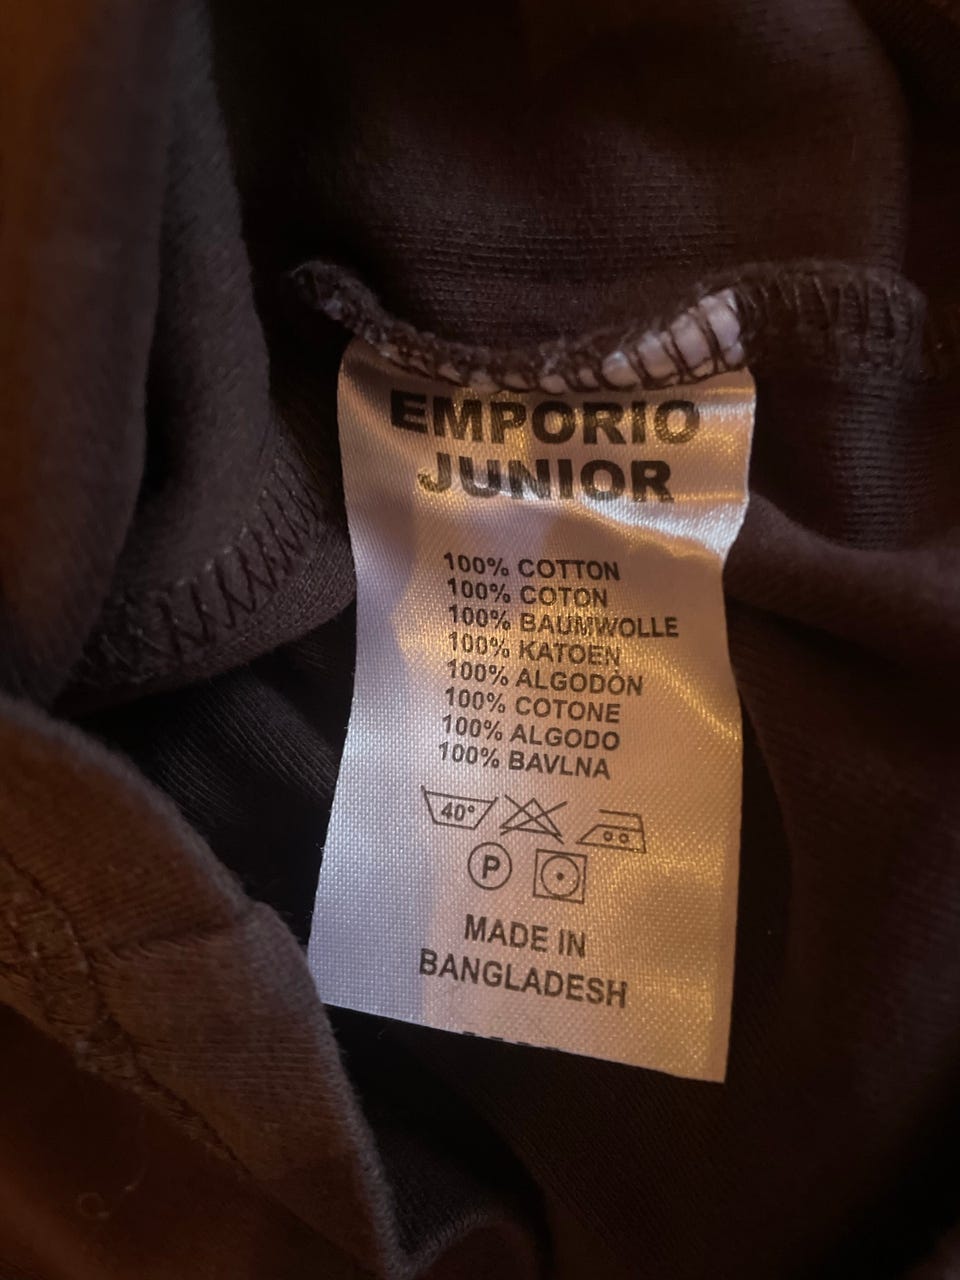 EMPORIO
JUNIOR
100% COTTON
100% COTON
100% BAUMWOLLE
100% KATOEN
100% ALGODÒN
100% COTONE
100% ALGODO
100% BAVLNA
40°
P
MADE IN
BANGLADESH